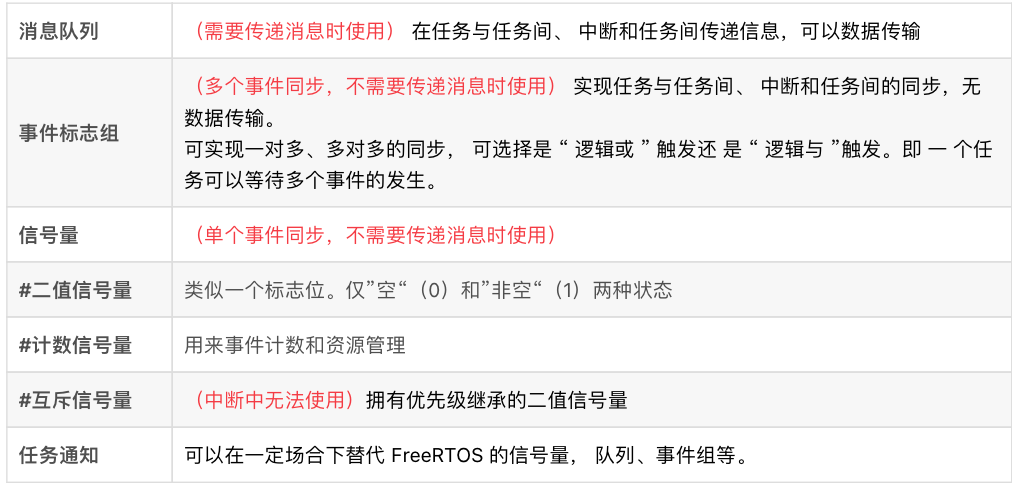 消息队列
（需要传递消息时使用） 在任务与任务间、 中断和任务间传递信息，可以数据传输
事件标志组
（多个事件同步，不需要传递消息时使用） 实现任务与任务间、 中断和任务间的同步，无
数据传输。
可实现一对多、多对多的同步， 可选择是 “ 逻辑或 ” 触发还 是 “ 逻辑与 ”触发。即 一 个任
务可以等待多个事件的发生。
信号量
（单个事件同步，不需要传递消息时使用）
#二值信号量
类似一个标志位。仅”空“（0）和”非空“（1）两种状态
#计数信号量
用来事件计数和资源管理
#互斥信号量
（中断中无法使用）拥有优先级继承的二值信号量
任务通知
可以在一定场合下替代 FreeRTOS 的信号量， 队列、事件组等。